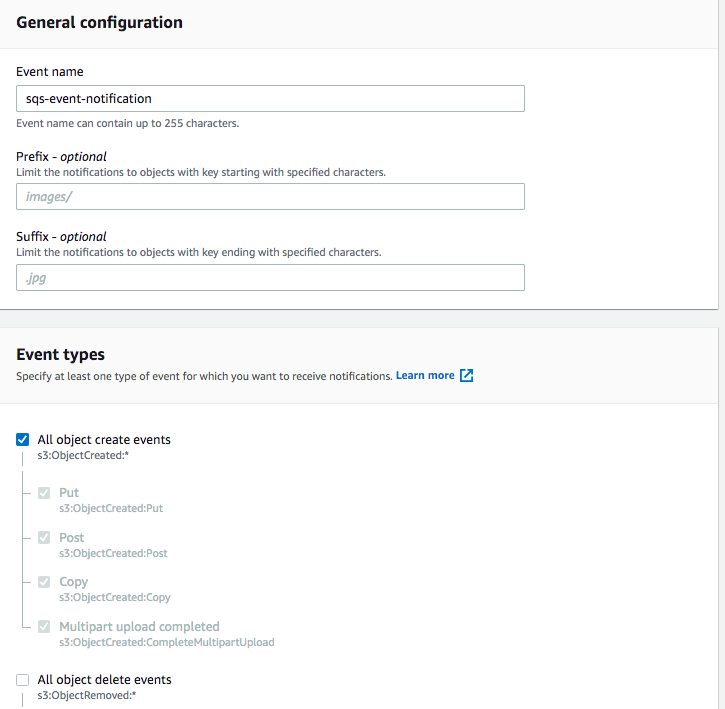 General configuration
Event name
sqs-event-notification
Event name can contain up to 255 characters.
Prefix - optional
Limit the notifications to objects with key starting with specified characters.
images/
Suffix - optional
Limit the notifications to objects with key ending with specified characters.
.jpg
Event types
Specify at least one type of event for which you want to receive notifications. Learn more
All object create events
s3:ObjectCreated:*
Put
s3:ObjectCreated:Put
Post
s3:ObjectCreated:Post
Copy
s3:ObjectCreated:Copy
Multipart upload completed
s3:ObjectCreated:CompleteMultipartUpload
All object delete events
s3:ObjectRemoved:*